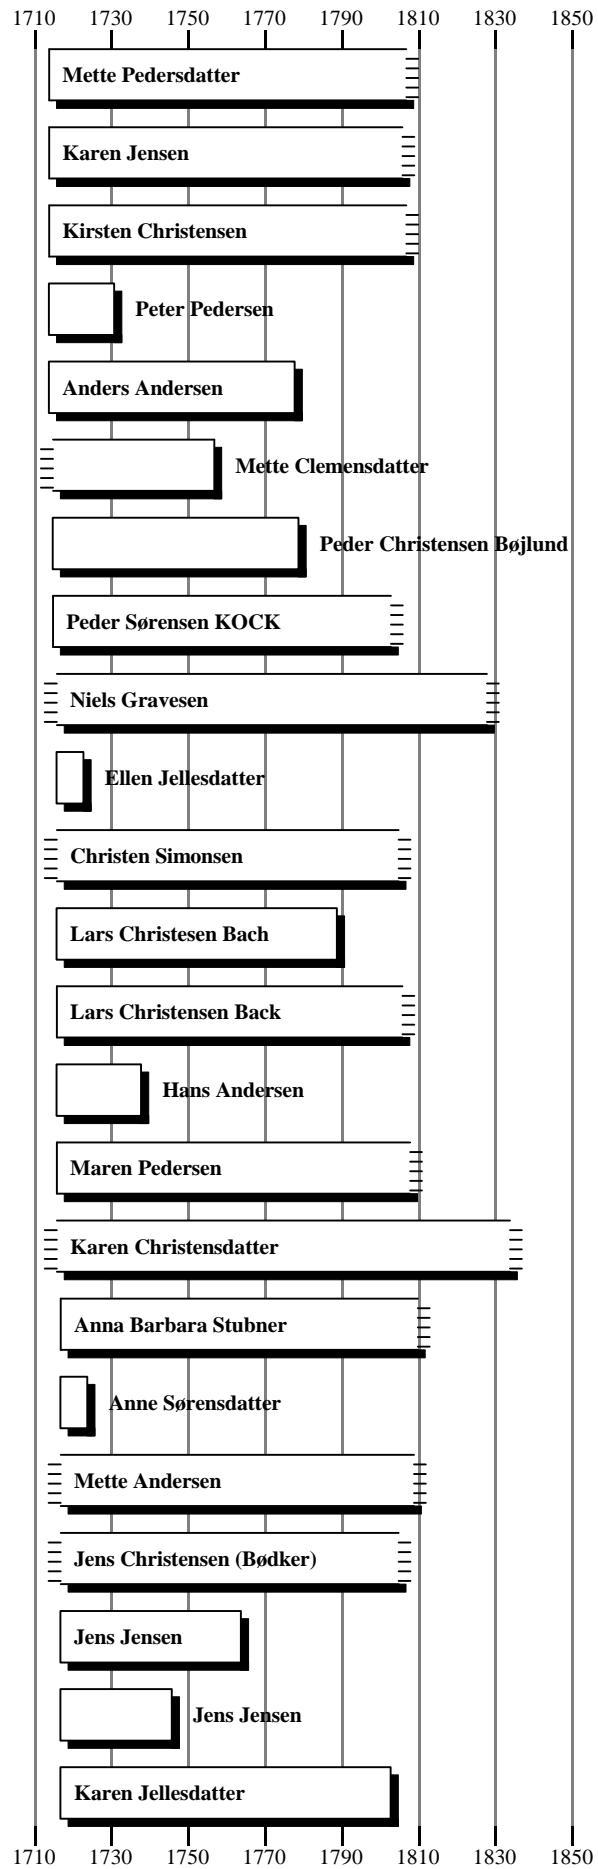 1710 1730 1750 1770 1790 1810 1830 1850
Mette Pedersdatter
Karen Jensen
Kirsten Christensen
Peter Pedersen
Anders Andersen
Mette Clemensdatter
Peder Christensen Bøjlund
Peder Sørensen KOCK
Niels Gravesen
Ellen Jellesdatter
Christen Simonsen
Lars Christesen Bach
Lars Christensen Back
Hans Andersen
Maren Pedersen
Karen Christensdatter
Anna Barbara Stubner
Anne Sørensdatter
Mette Andersen
Jens Christensen (Bødker)
Jens Jensen
Jens Jensen
Karen Jellesdatter
1710 1730 1750 1770 1790 1810 1830 1850